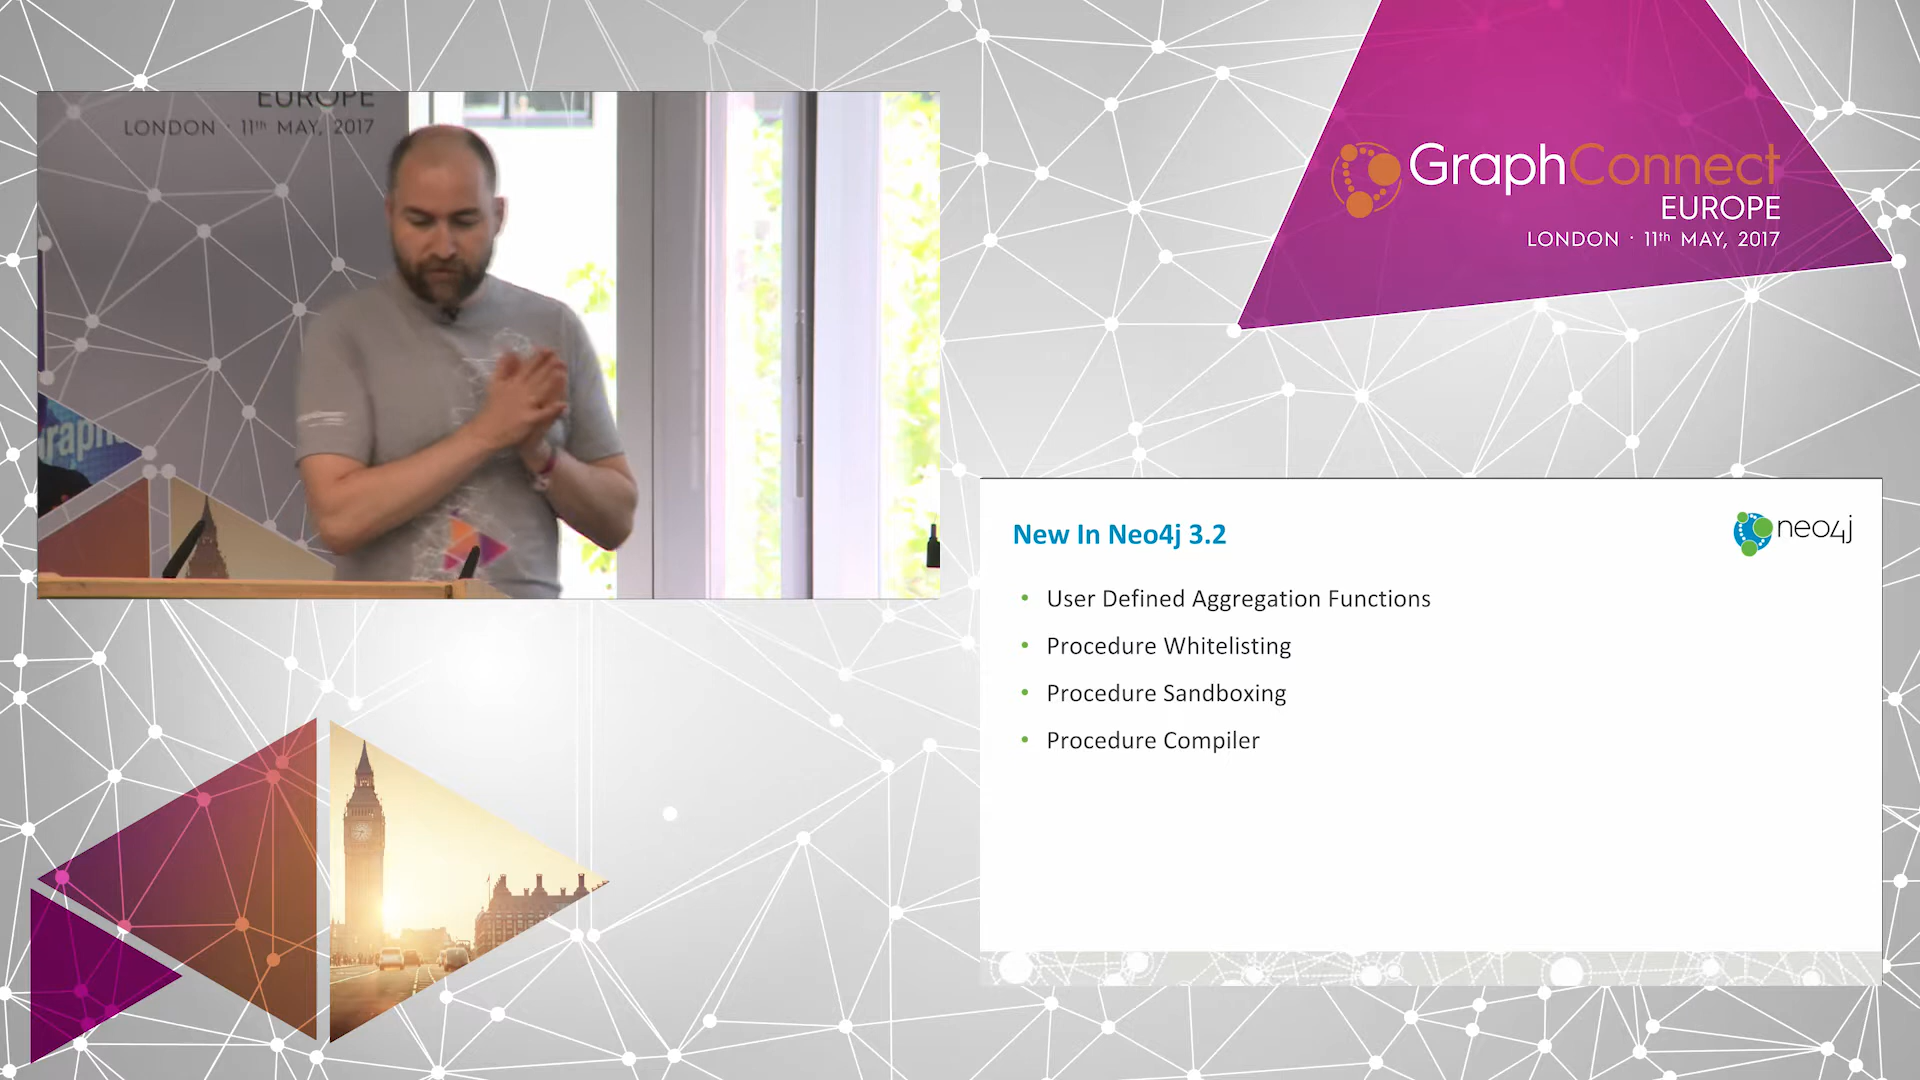 EUROPE
LONDON · 11th MAY, 2017
GraphConnect
EUROPE
LONDON · 11th MAY, 2017
New In Neo4j 3.2
neo4j
• User Defined Aggregation Functions
• Procedure Whitelisting
• Procedure Sandboxing
• Procedure Compiler